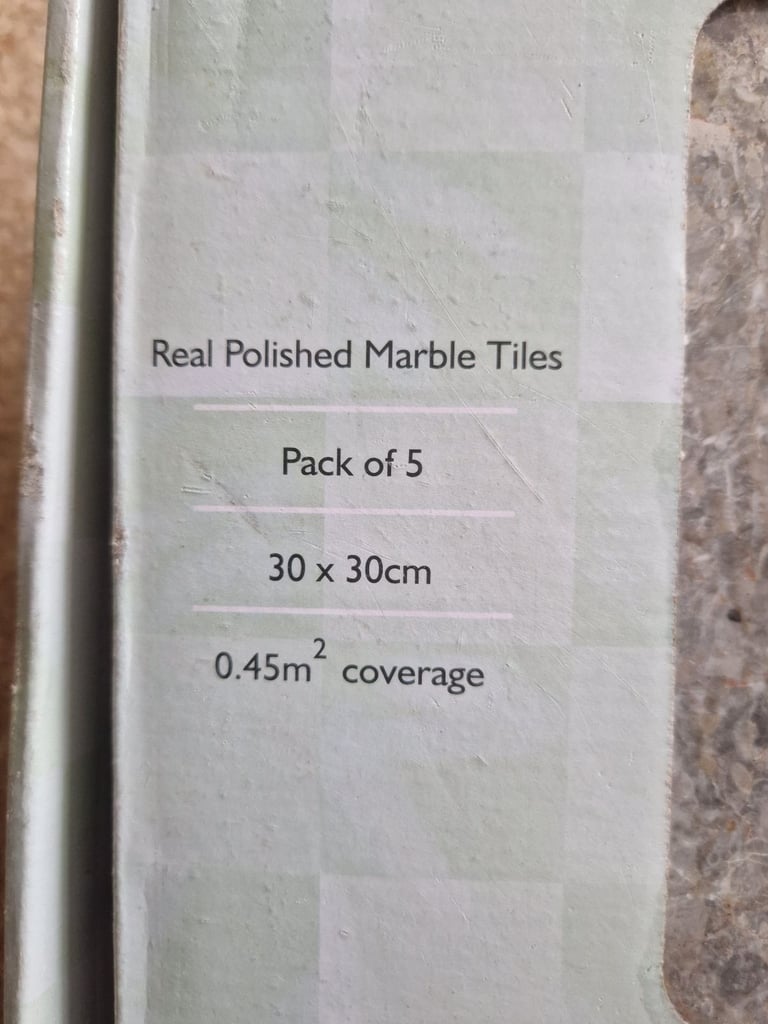 Real Polished Marble Tiles
Pack of 5
30 x 30cm
0.45m² coverage